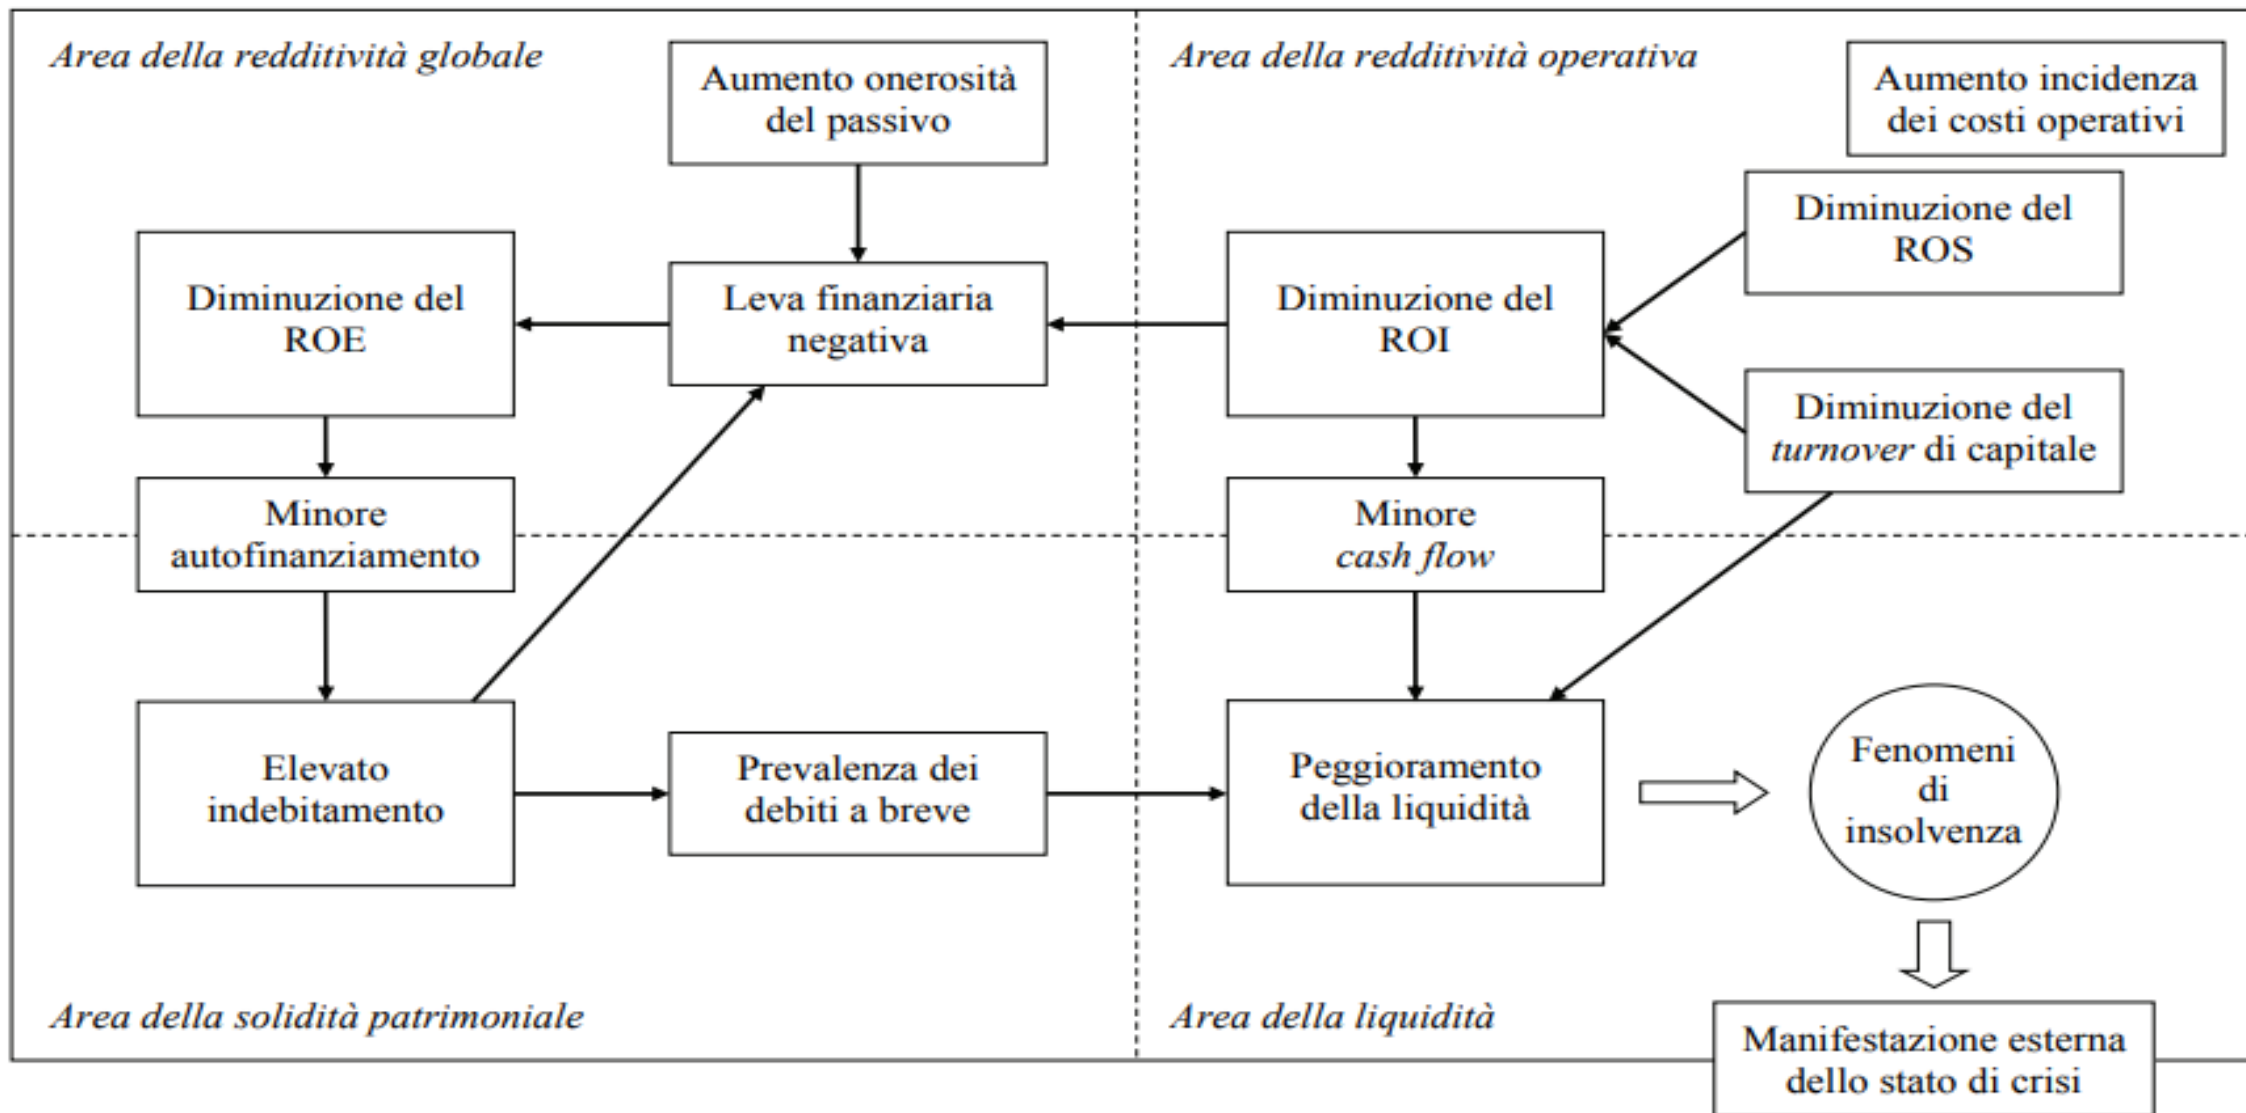 Area della redditività globale
Aumento onerosità
del passivo
Area della redditività operativa
Aumento incidenza
dei costi operativi
Diminuzione del
ROS
Diminuzione del
ROE
Leva finanziaria
negativa
Diminuzione del
ROI
Diminuzione del
turnover di capitale
Minore
autofinanziamento
Minore
cash flow
Elevato
indebitamento
Prevalenza dei
debiti a breve
Peggioramento
della liquidità
Fenomeni
di
insolvenza
Area della solidità patrimoniale
Area della liquidità
Manifestazione esterna
dello stato di crisi